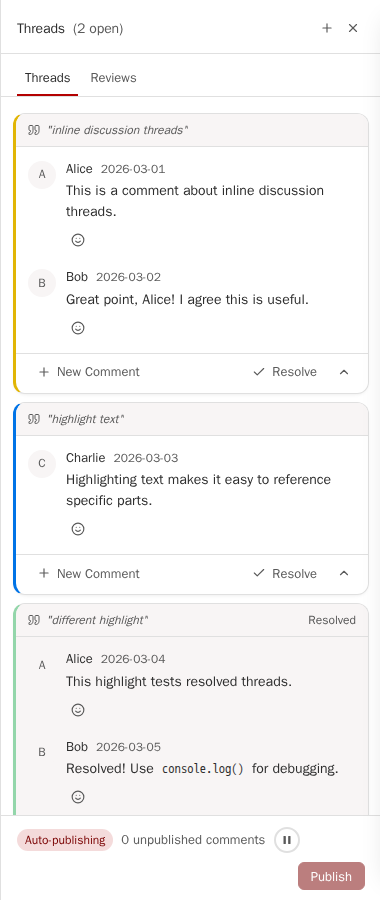 Threads (2 open)
Threads Reviews
"inline discussion threads"
A Alice 2026-03-01
This is a comment about inline discussion
threads.
Bob 2026-03-02
B Great point, Alice! I agree this is useful.
New Comment Resolve
"highlight text"
C Charlie 2026-03-03
Highlighting text makes it easy to reference
specific parts.
New Comment Resolve
"different highlight" Resolved
A Alice 2026-03-04
This highlight tests resolved threads.
B Bob 2026-03-05
Resolved! Use console.log() for debugging.
Auto-publishing 0 unpublished comments
Publish